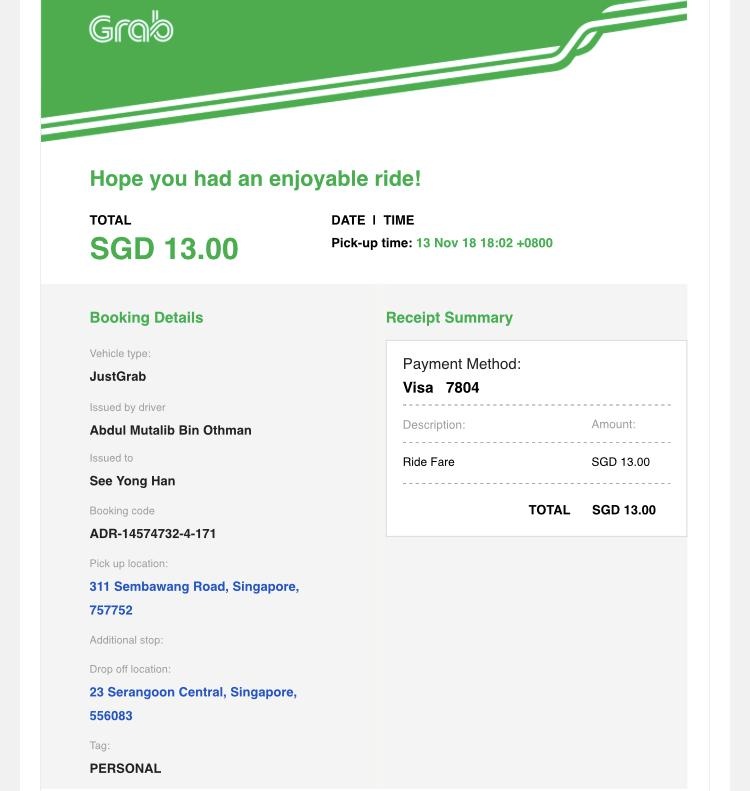 Grab
Hope you had an enjoyable ride!
TOTAL
SGD 13.00
DATE | TIME
Pick-up time: 13 Nov 18 18:02 +0800
Booking Details
Vehicle type:
JustGrab
Issued by driver
Abdul Mutalib Bin Othman
Issued to
See Yong Han
Booking code
ADR-14574732-4-171
Pick up location:
311 Sembawang Road, Singapore,
757752
Additional stop:
Drop off location:
23 Serangoon Central, Singapore,
556083
Tag:
PERSONAL
Receipt Summary
Payment Method:
Visa 7804
Description: Amount:
Ride Fare SGD 13.00
TOTAL SGD 13.00